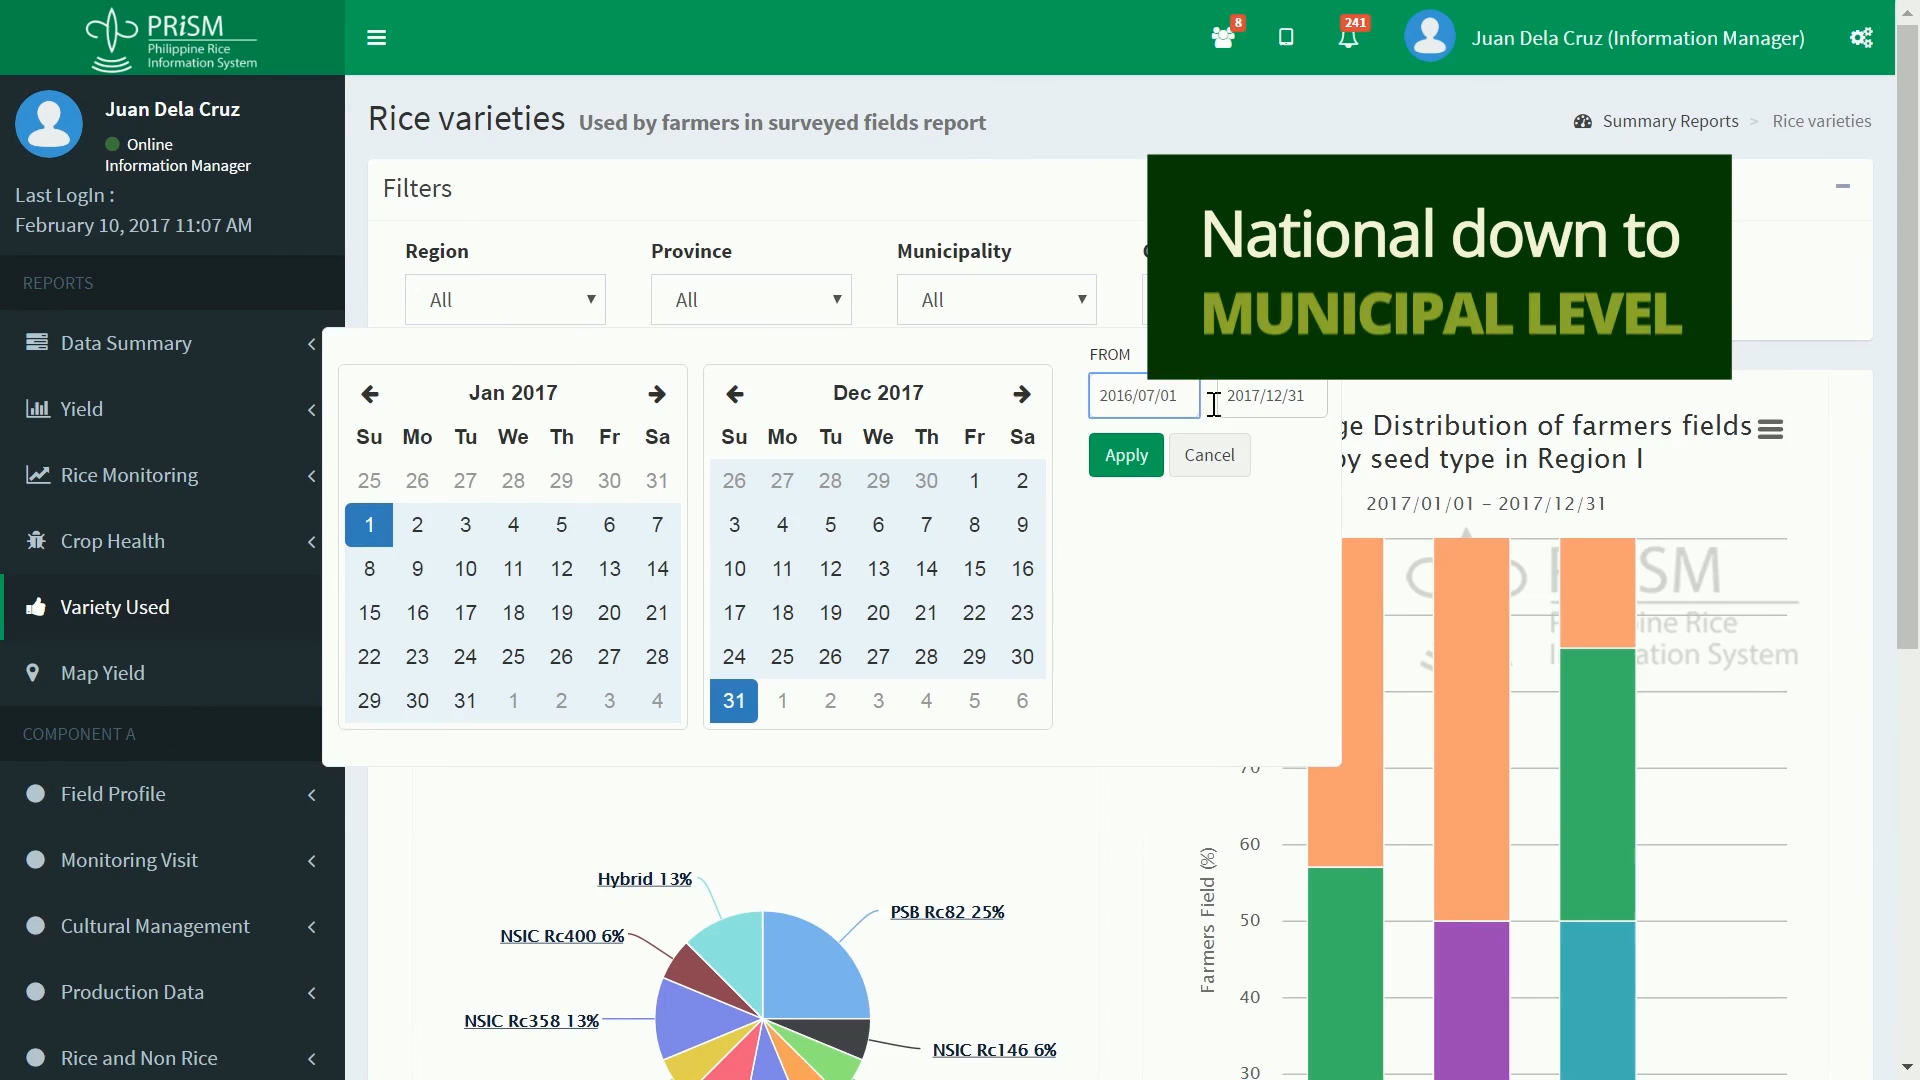 PRiSM
Philippine Rice
Information System
8
241
Juan Dela Cruz (Information Manager)
Juan Dela Cruz
Online
Information Manager
Last LogIn :
February 10, 2017 11:07 AM
REPORTS
Data Summary
Yield
Rice Monitoring
Crop Health
Variety Used
Map Yield
COMPONENT A
Field Profile
Monitoring Visit
Cultural Management
Production Data
Rice and Non Rice
Rice varieties Used by farmers in surveyed fields report
Summary Reports > Rice varieties
Filters
National down to
MUNICIPAL LEVEL
Region Province Municipality
All All All
FROM
2016/07/01 2017/12/31
Apply Cancel
Jan 2017
Su Mo Tu We Th Fr Sa
25 26 27 28 29 30 31
1 2 3 4 5 6 7
8 9 10 11 12 13 14
15 16 17 18 19 20 21
22 23 24 25 26 27 28
29 30 31 1 2 3 4
Dec 2017
Su Mo Tu We Th Fr Sa
26 27 28 29 30 1 2
3 4 5 6 7 8 9
10 11 12 13 14 15 16
17 18 19 20 21 22 23
24 25 26 27 28 29 30
31 1 2 3 4 5 6
ge Distribution of farmers fields
by seed type in Region I
2017/01/01 – 2017/12/31
SM
ine Rice
ation System
Hybrid 13%
PSB Rc82 25%
NSIC Rc400 6%
NSIC Rc358 13%
NSIC Rc146 6%
Farmers Field (%)
70
60
50
40
30